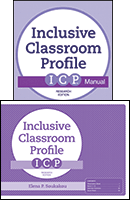 Inclusive
Classroom
Profile
ICP
RESEARCH
EDITION
Manual
Inclusive
Classroom
Profile
ICP
RESEARCH EDITION
Elena P. Soukakou